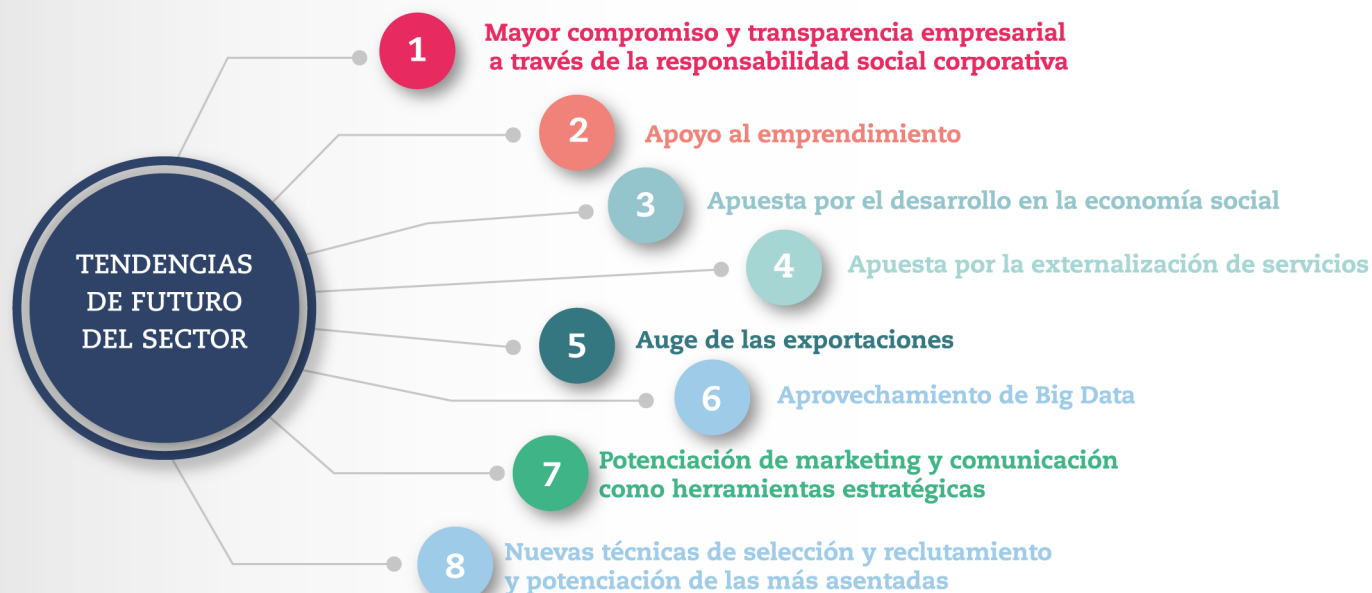 TENDENCIAS
DE FUTURO
DEL SECTOR
1
Mayor compromiso y transparencia empresarial
a través de la responsabilidad social corporativa
2
Apoyo al emprendimiento
3
Apuesta por el desarrollo en la economía social
4
Apuesta por la externalización de servicios
5
Auge de las exportaciones
6
Aprovechamiento de Big Data
7
Potenciación de marketing y comunicación
como herramientas estratégicas
8
Nuevas técnicas de selección y reclutamiento
y potenciación de las más asentadas